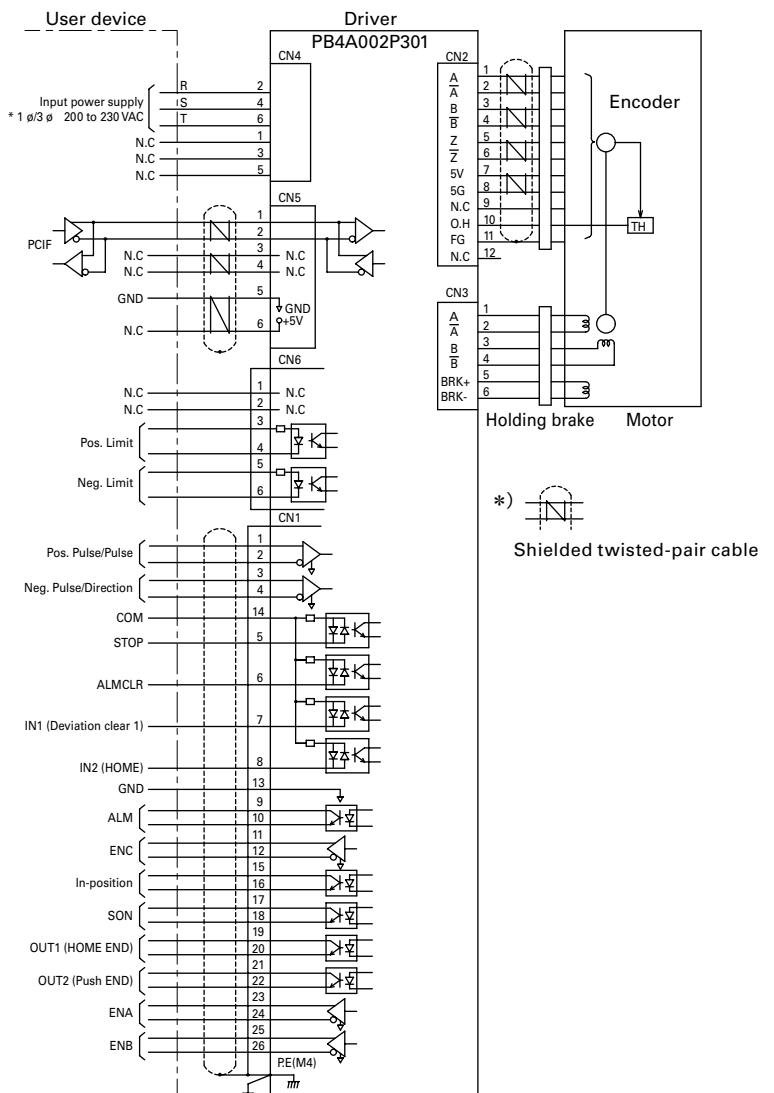 User device
Driver
PB4A002P301
CN4
R 2
Input power supply S 4
* 1 ø/3 ø 200 to 230 VAC T 6
N.C 1
N.C 3
N.C 5
CN5
1
2
PCIF
N.C 3 N.C
N.C 4 N.C
GND 5 GND
+5V
N.C 6
CN6
N.C 1 N.C
N.C 2 N.C
3
Pos. Limit 4
5
Neg. Limit 6
CN1
1
Pos. Pulse/Pulse 2
3
Neg. Pulse/Direction 4
COM 14
STOP 5
ALMCLR 6
IN1 (Deviation clear 1) 7
IN2 (HOME) 8
GND 13
9
ALM 10
11
ENC 12
15
In-position 16
17
SON 18
19
OUT1 (HOME END) 20
21
OUT2 (Push END) 22
23
ENA 24
25
ENB 26
P.E(M4)
CN2
A 1
A̅ 2
B 3
B̅ 4
Z 5
Z̅ 6
5V 7
5G 8
N.C 9
O.H 10
FG 11
N.C 12
Encoder
TH
CN3
A 1
A̅ 2
B 3
B̅ 4
BRK+ 5
BRK- 6
Holding brake Motor
*)
Shielded twisted-pair cable